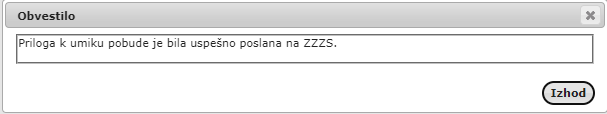 Obvestilo
Priloga k umiku pobude je bila uspešno poslana na ZZZS.
Izhod